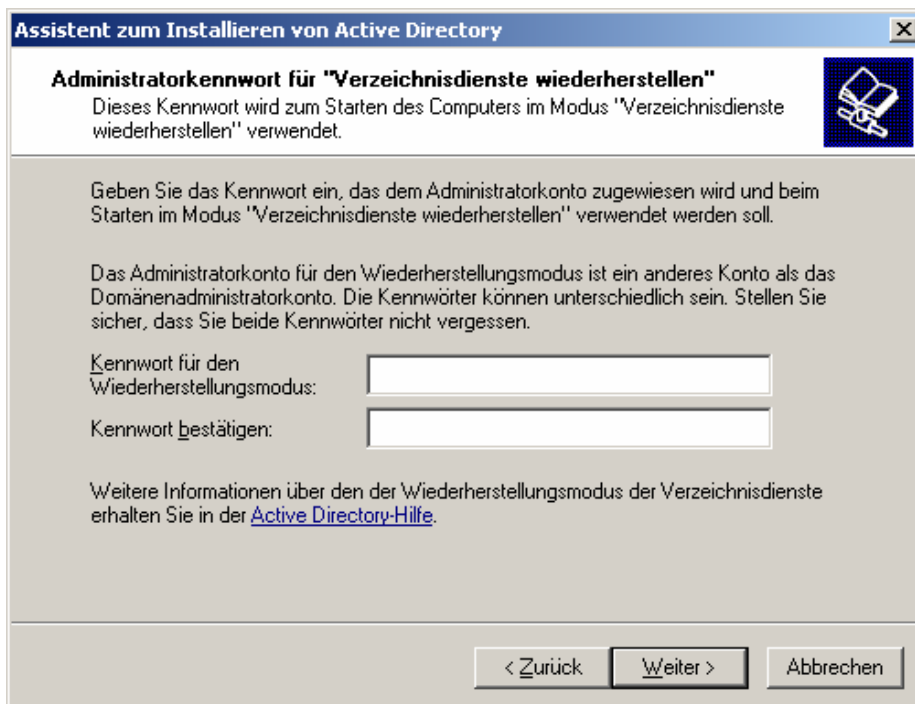 Assistent zum Installieren von Active Directory
Administratorkennwort für "Verzeichnisdienste wiederherstellen"
Dieses Kennwort wird zum Starten des Computers im Modus "Verzeichnisdienste
wiederherstellen" verwendet.
Geben Sie das Kennwort ein, das dem Administratorkonto zugewiesen wird und beim
Starten im Modus "Verzeichnisdienste wiederherstellen" verwendet werden soll.
Das Administratorkonto für den Wiederherstellungsmodus ist ein anderes Konto als das
Domänenadministratorkonto. Die Kennwörter können unterschiedlich sein. Stellen Sie
sicher, dass Sie beide Kennwörter nicht vergessen.
Kennwort für den
Wiederherstellungsmodus:
Kennwort bestätigen:
Weitere Informationen über den der Wiederherstellungsmodus der Verzeichnisdienste
erhalten Sie in der Active Directory-Hilfe.
< Zurück Weiter > Abbrechen